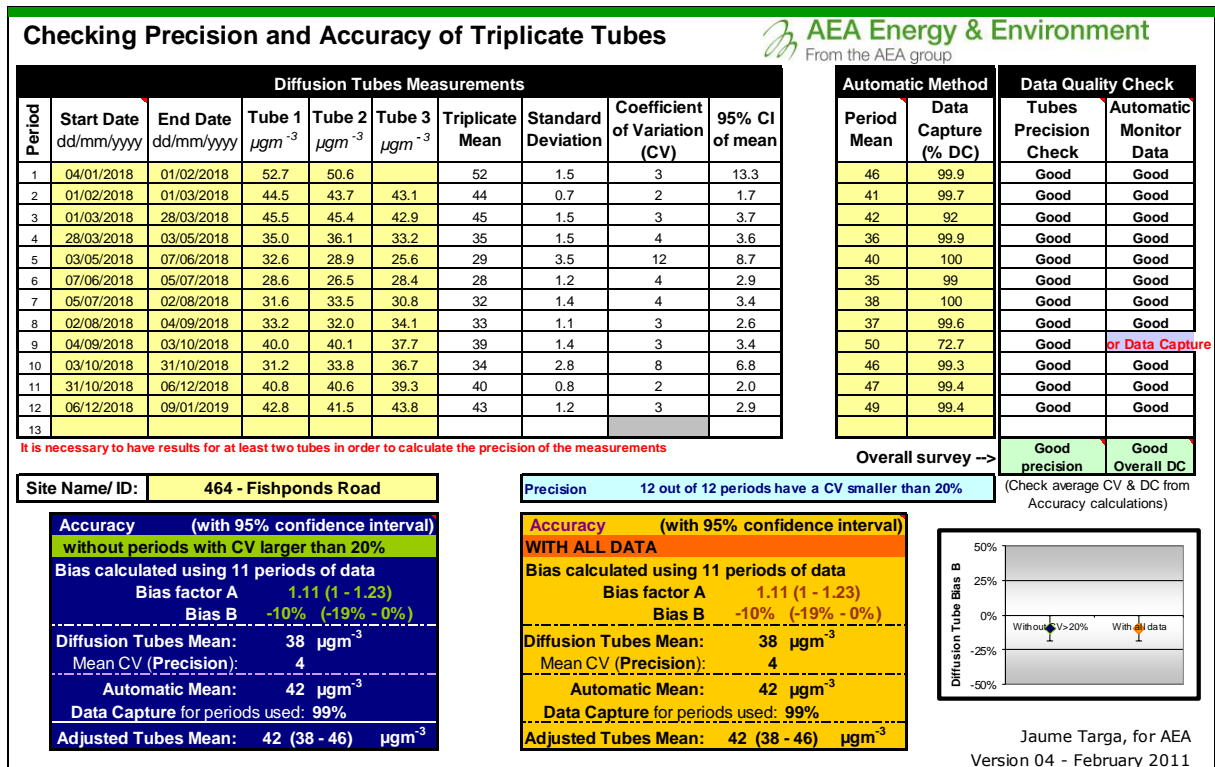 Checking Precision and Accuracy of Triplicate Tubes
AEA Energy & Environment
From the AEA group
Diffusion Tubes Measurements
Automatic Method
Data Quality Check
Period
Start Date dd/mm/yyyy
End Date dd/mm/yyyy
Tube 1 µgm-3
Tube 2 µgm-3
Tube 3 µgm-3
Triplicate Mean
Standard Deviation
Coefficient of Variation (CV)
95% CI of mean
Period Mean
Data Capture (% DC)
Tubes Precision Check
Automatic Monitor Data
1 04/01/2018 01/02/2018 52.7 50.6 52 1.5 3 13.3 46 99.9 Good Good
2 01/02/2018 01/03/2018 44.5 43.7 43.1 44 0.7 2 1.7 41 99.7 Good Good
3 01/03/2018 28/03/2018 45.5 45.4 42.9 45 1.5 3 3.7 42 92 Good Good
4 28/03/2018 03/05/2018 35.0 36.1 33.2 35 1.5 4 3.6 36 99.9 Good Good
5 03/05/2018 07/06/2018 32.6 28.9 25.6 29 3.5 12 8.7 40 100 Good Good
6 07/06/2018 05/07/2018 28.6 26.5 28.4 28 1.2 4 2.9 35 99 Good Good
7 05/07/2018 02/08/2018 31.6 33.5 30.8 32 1.4 4 3.4 38 100 Good Good
8 02/08/2018 04/09/2018 33.2 32.0 34.1 33 1.1 3 2.6 37 99.6 Good Good
9 04/09/2018 03/10/2018 40.0 40.1 37.7 39 1.4 3 3.4 50 72.7 Good or Data Capture
10 03/10/2018 31/10/2018 31.2 33.8 36.7 34 2.8 8 6.8 46 99.3 Good Good
11 31/10/2018 06/12/2018 40.8 40.6 39.3 40 0.8 2 2.0 47 99.4 Good Good
12 06/12/2018 09/01/2019 42.8 41.5 43.8 43 1.2 3 2.9 49 99.4 Good Good
13
It is necessary to have results for at least two tubes in order to calculate the precision of the measurements
Overall survey -->
Good precision
Good Overall DC
Site Name/ ID: 464 - Fishponds Road
Precision 12 out of 12 periods have a CV smaller than 20%
(Check average CV & DC from
Accuracy calculations)
Accuracy (with 95% confidence interval)
without periods with CV larger than 20%
Bias calculated using 11 periods of data
Bias factor A 1.11 (1 - 1.23)
Bias B -10% (-19% - 0%)
Diffusion Tubes Mean: 38 µgm-3
Mean CV (Precision): 4
Automatic Mean: 42 µgm-3
Data Capture for periods used: 99%
Adjusted Tubes Mean: 42 (38 - 46) µgm-3
Accuracy (with 95% confidence interval)
WITH ALL DATA
Bias calculated using 11 periods of data
Bias factor A 1.11 (1 - 1.23)
Bias B -10% (-19% - 0%)
Diffusion Tubes Mean: 38 µgm-3
Mean CV (Precision): 4
Automatic Mean: 42 µgm-3
Data Capture for periods used: 99%
Adjusted Tubes Mean: 42 (38 - 46) µgm-3
Diffusion Tube Bias B
50%
25%
0%
-25%
-50%
Without CV>20%
With all data
Jaume Targa, for AEA
Version 04 - February 2011